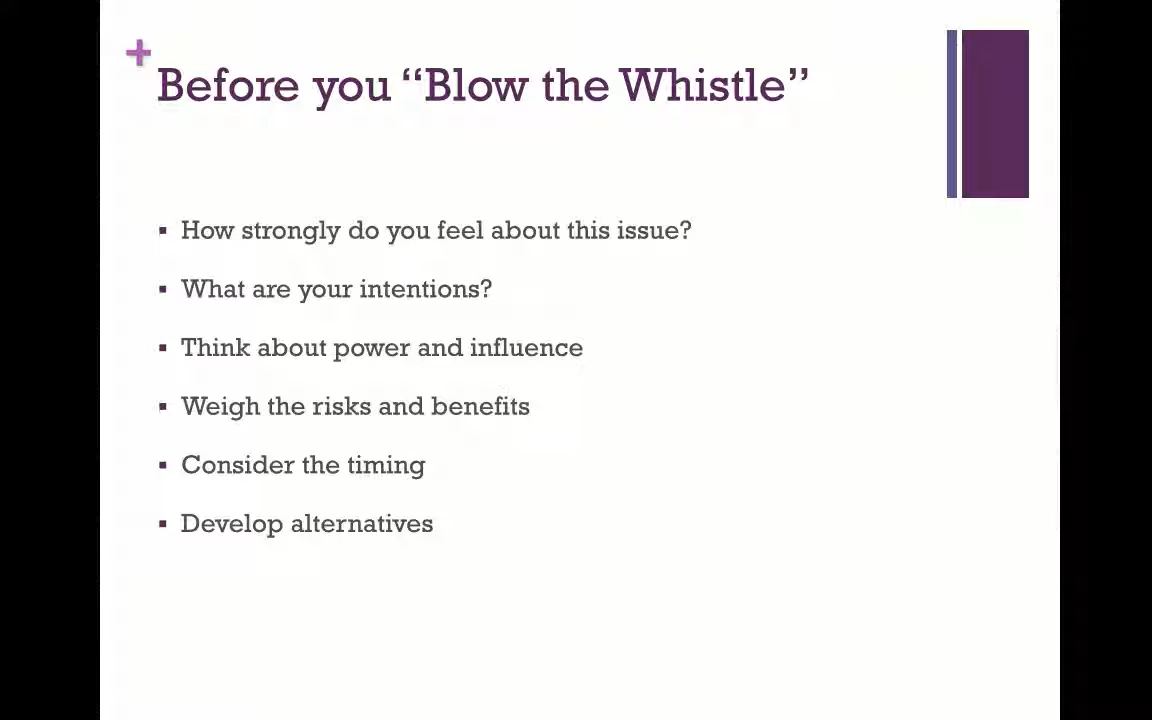 Before you “Blow the Whistle”
▪ How strongly do you feel about this issue?
▪ What are your intentions?
▪ Think about power and influence
▪ Weigh the risks and benefits
▪ Consider the timing
▪ Develop alternatives